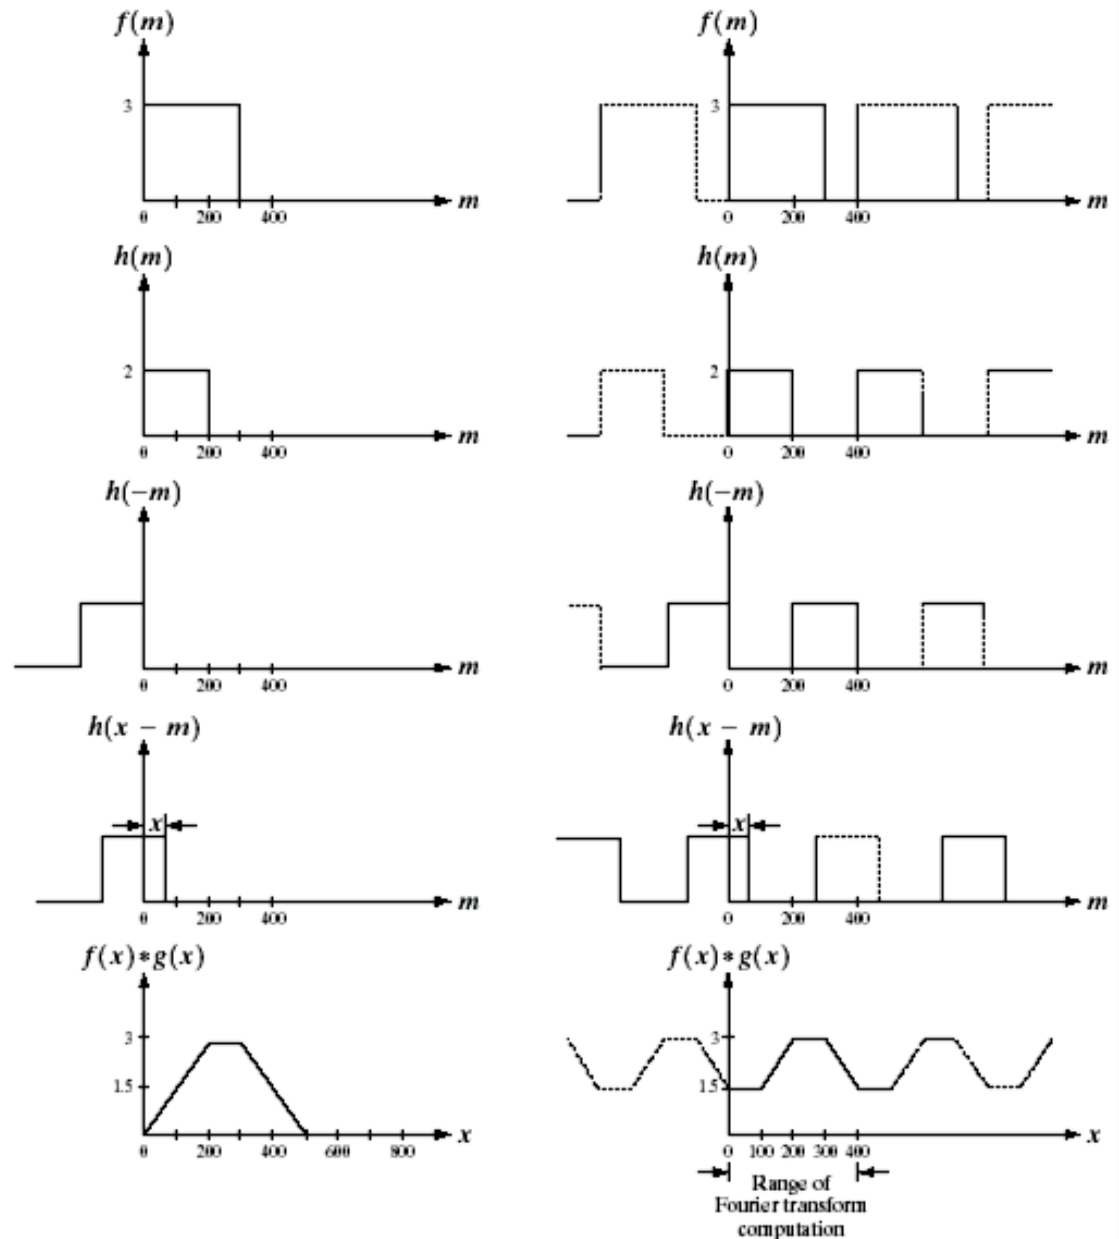 f(m)
f(m)
3
3
0 200 400
m
0 200 400
m
h(m)
h(m)
2
2
0 200 400
m
0 200 400
m
h(−m)
h(−m)
0 200 400
m
0 200 400
m
h(x − m)
h(x − m)
x
x
0 200 400
m
0 200 400
m
f(x)*g(x)
f(x)*g(x)
3
3
1.5
1.5
0 200 400 600 800
x
0 100 200 300 400
x
Range of
Fourier transform
computation